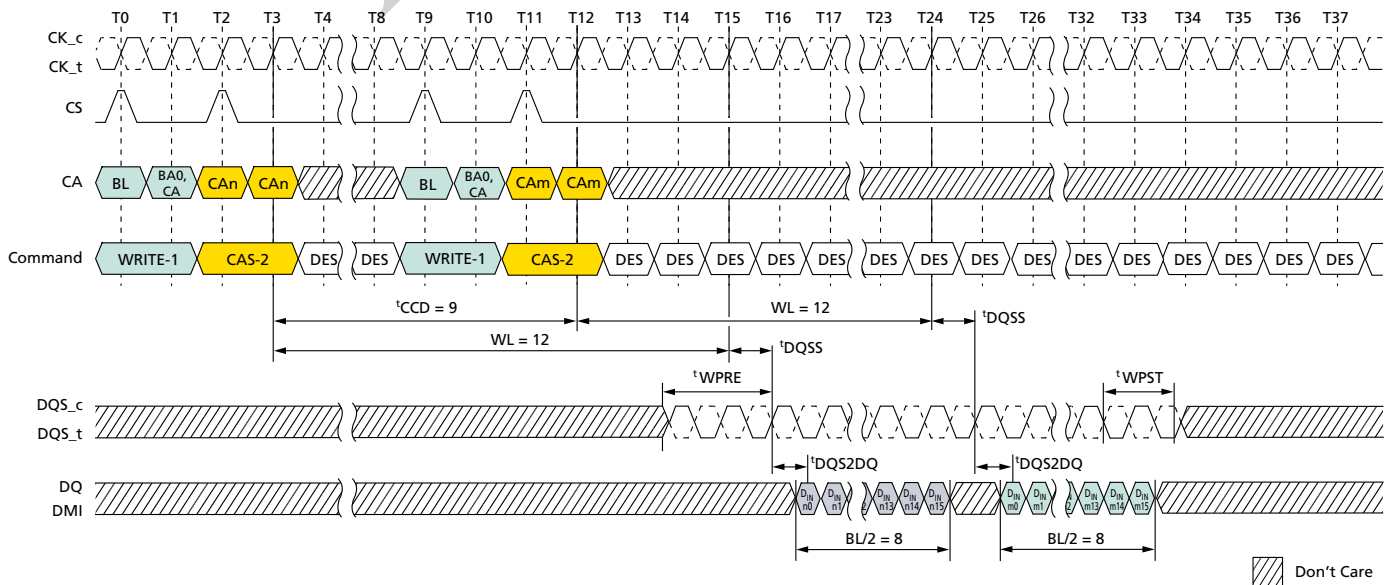 T0 T1 T2 T3 T4 T8 T9 T10 T11 T12 T13 T14 T15 T16 T17 T23 T24 T25 T26 T32 T33 T34 T35 T36 T37
CK_c
CK_t
CS
CA BL BA0, CA CAn CAn BL BA0, CA CAm CAm
Command WRITE-1 CAS-2 DES DES WRITE-1 CAS-2 DES DES DES DES DES DES DES DES DES DES DES DES DES DES DES
tCCD = 9 WL = 12 tDQSS
WL = 12 tDQSS
tWPRE tWPST
DQS_c
DQS_t
tDQS2DQ tDQS2DQ
DQ
DMI
DIN n0 DIN n1 DIN n13 DIN n14 DIN n15 DIN m0 DIN m1 DIN m13 DIN m14 DIN m15
BL/2 = 8 BL/2 = 8
Don't Care